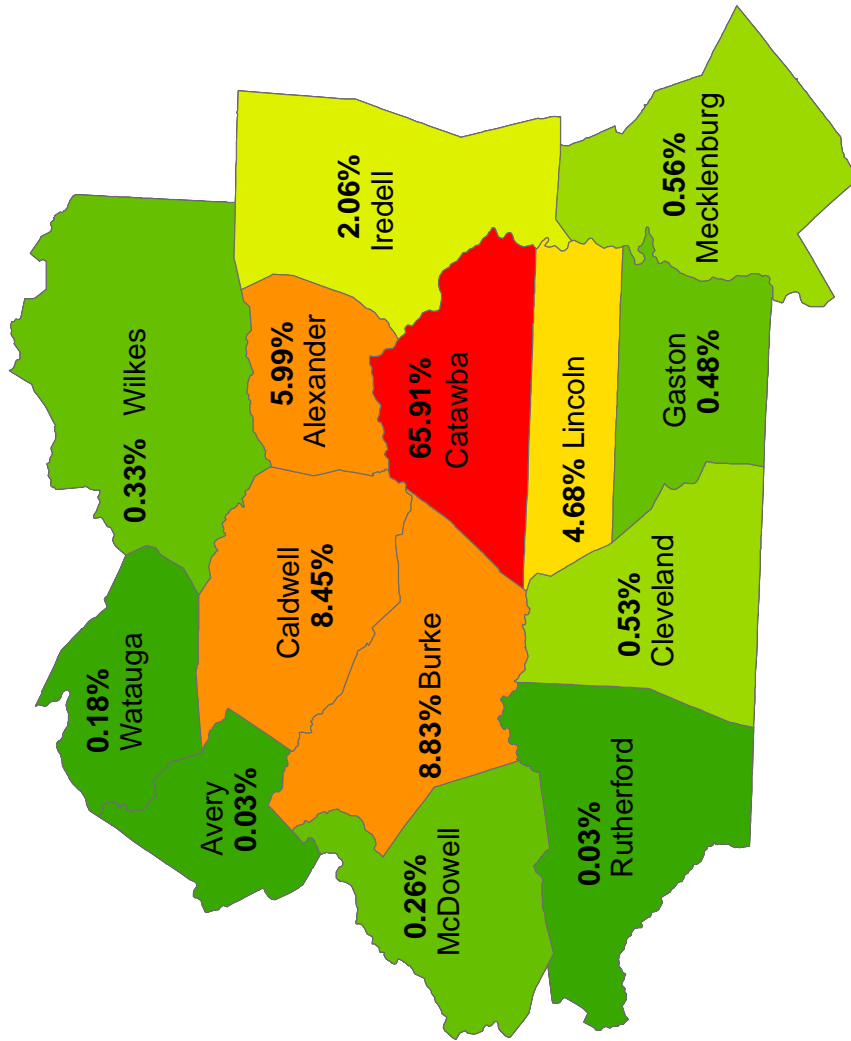 0.33% Wilkes
0.18%
Watauga
Avery
0.03%
Caldwell
8.45%
5.99%
Alexander
2.06%
Iredell
8.83% Burke
65.91%
Catawba
0.26%
McDowell
4.68% Lincoln
0.03%
Rutherford
0.53%
Cleveland
Gaston
0.48%
0.56%
Mecklenburg